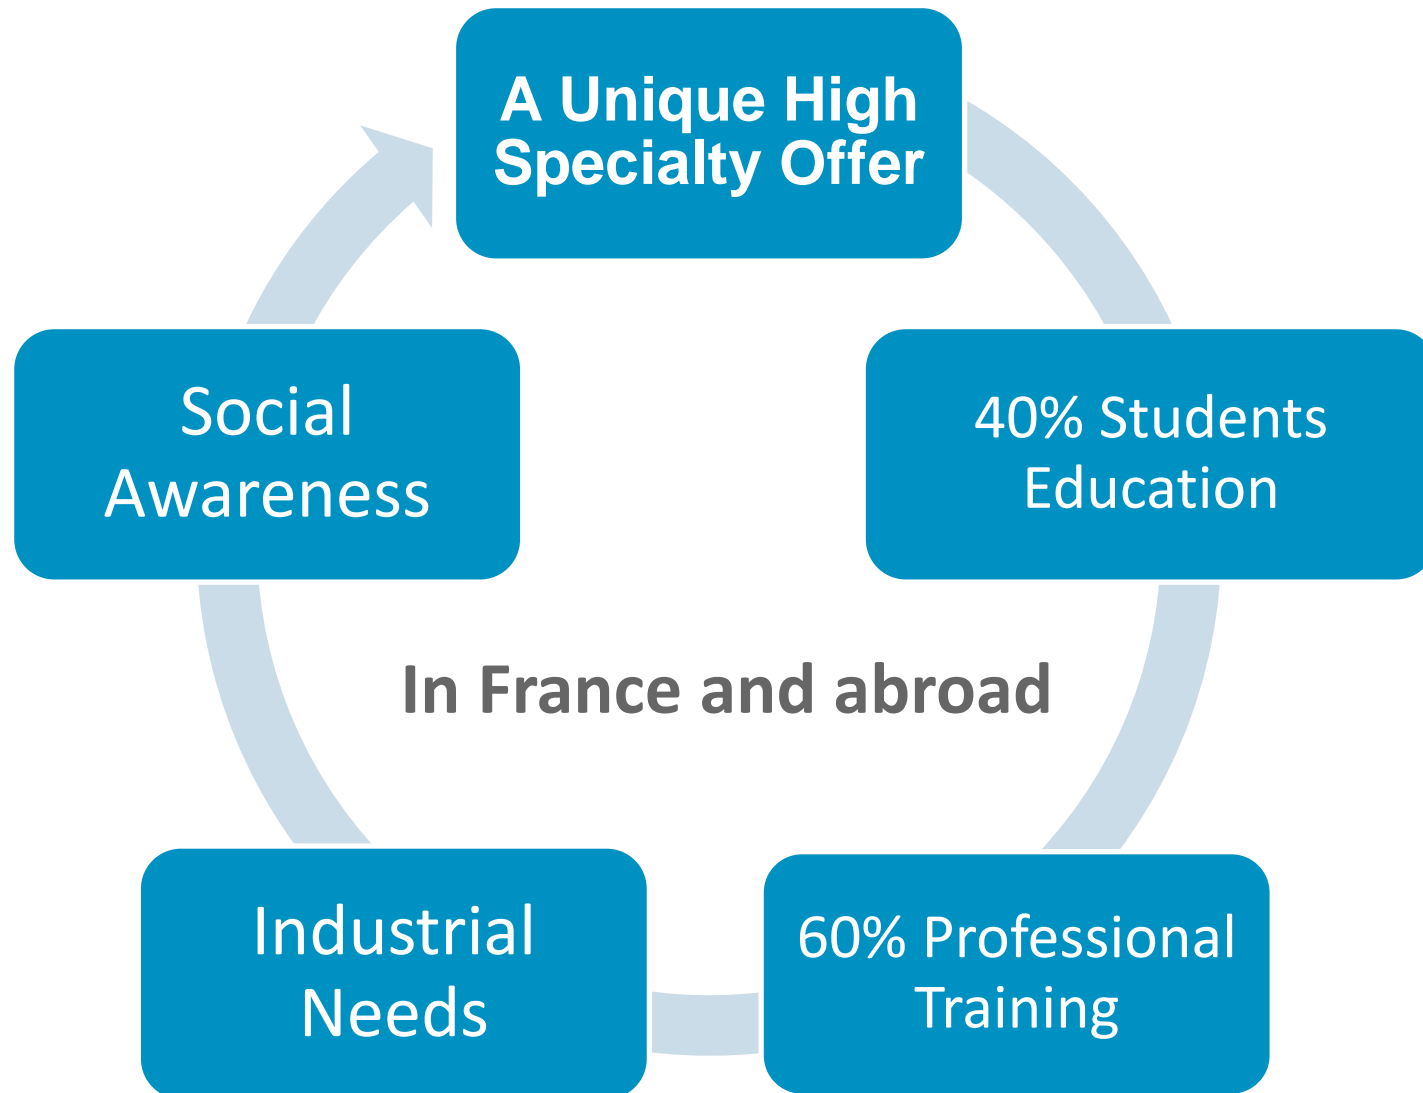 A Unique High
Specialty Offer
40% Students
Education
60% Professional
Training
Industrial
Needs
Social
Awareness
In France and abroad